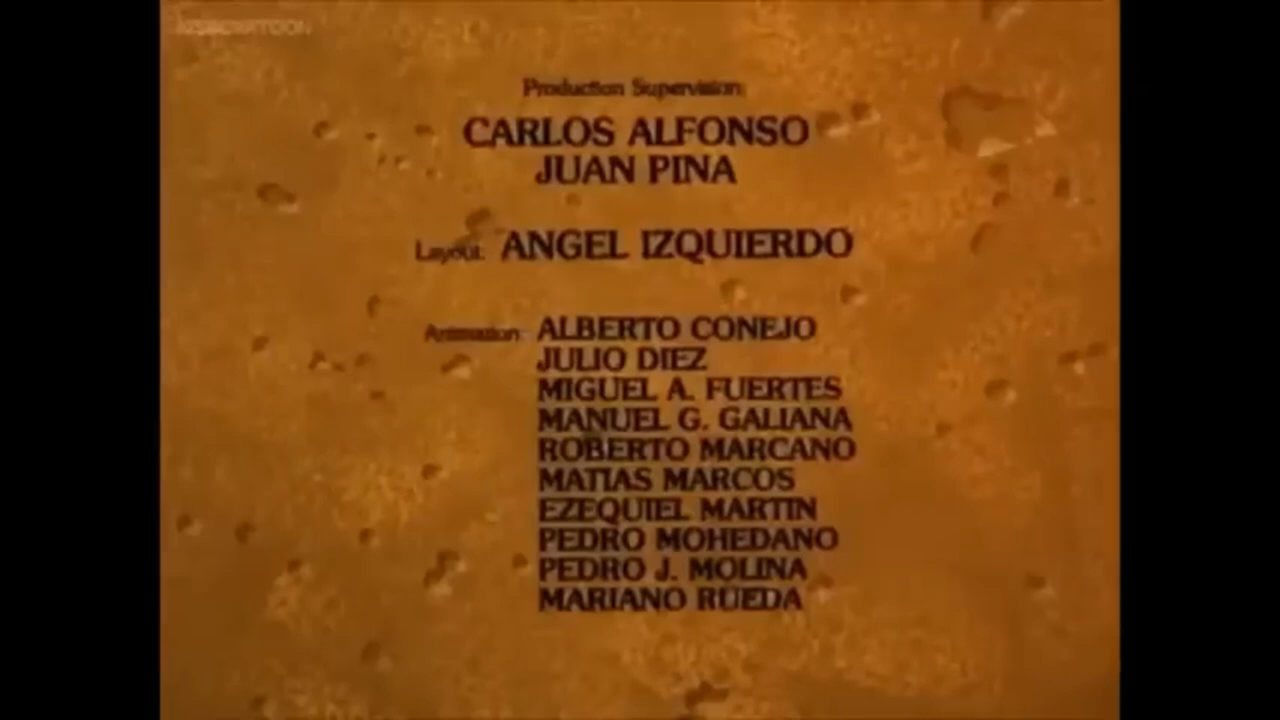 Production Supervision:
CARLOS ALFONSO
JUAN PINA
Layout: ANGEL IZQUIERDO
Animation: ALBERTO CONEJO
JULIO DIEZ
MIGUEL A. FUERTES
MANUEL G. GALIANA
ROBERTO MARCANO
MATIAS MARCOS
EZEQUIEL MARTIN
PEDRO MOHEDANO
PEDRO J. MOLINA
MARIANO RUEDA